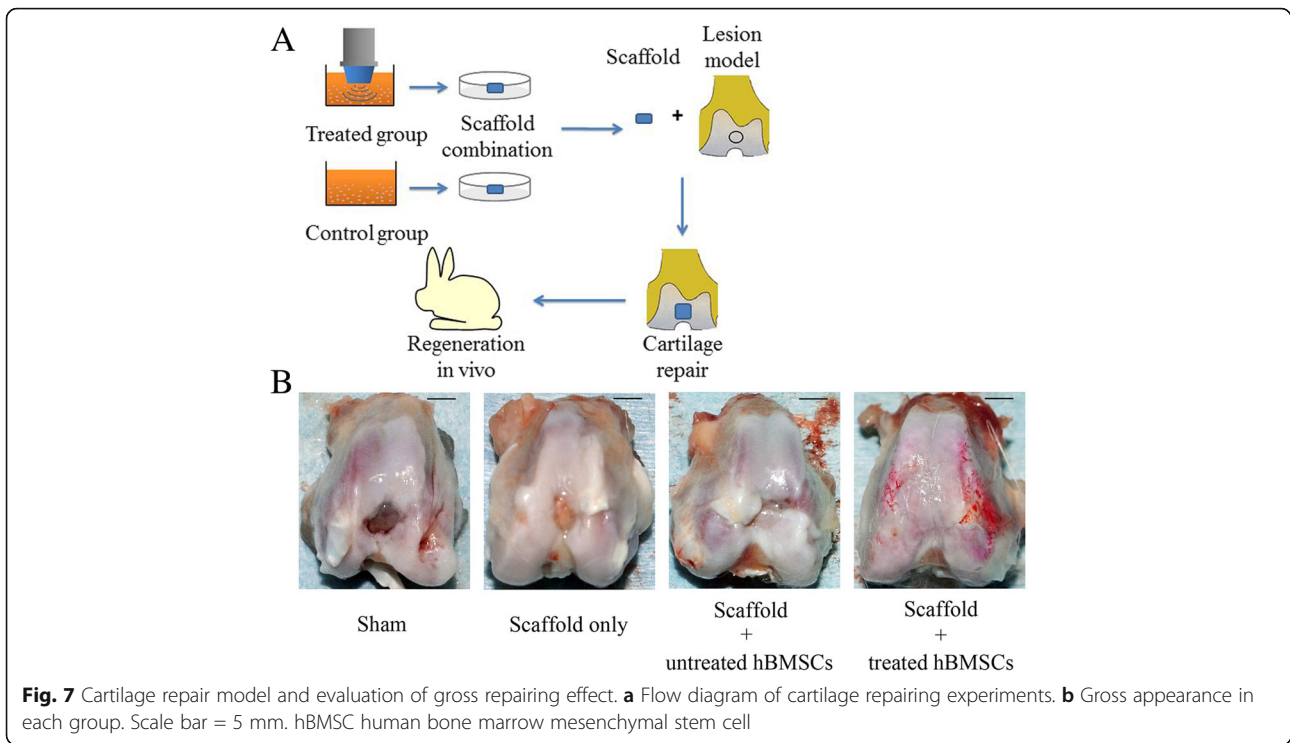 A
Treated group
Control group
Scaffold
combination
Scaffold
+
Lesion
model
Cartilage
repair
Regeneration
in vivo
B
Sham
Scaffold only
Scaffold
+
untreated hBMSCs
Scaffold
+
treated hBMSCs
Fig. 7 Cartilage repair model and evaluation of gross repairing effect. a Flow diagram of cartilage repairing experiments. b Gross appearance in
each group. Scale bar = 5 mm. hBMSC human bone marrow mesenchymal stem cell